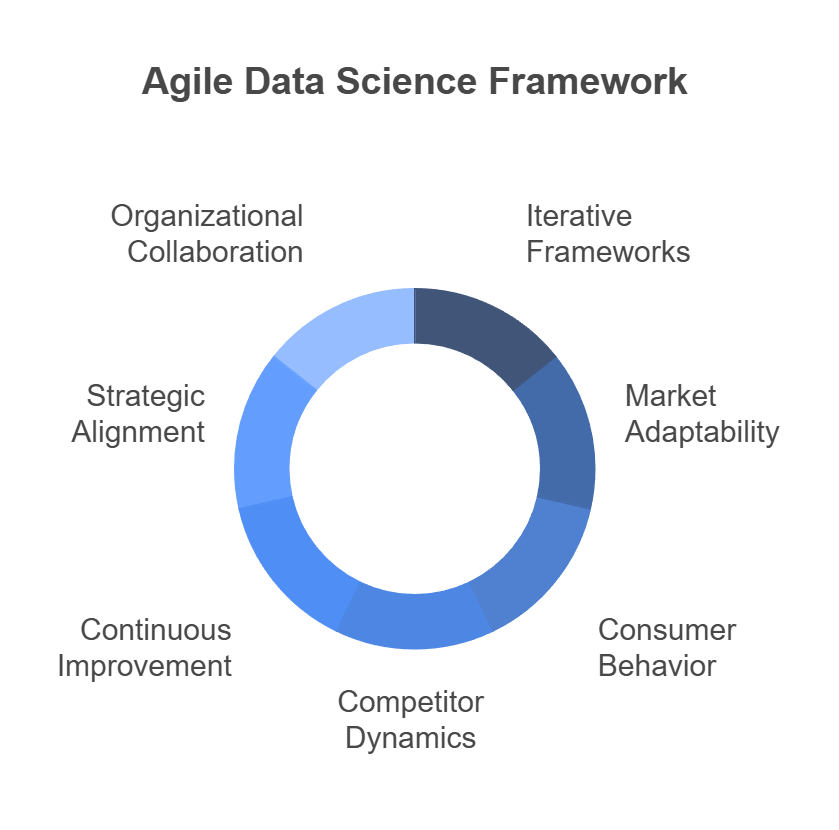 Agile Data Science Framework
Organizational
Collaboration
Iterative
Frameworks
Strategic
Alignment
Market
Adaptability
Continuous
Improvement
Consumer
Behavior
Competitor
Dynamics